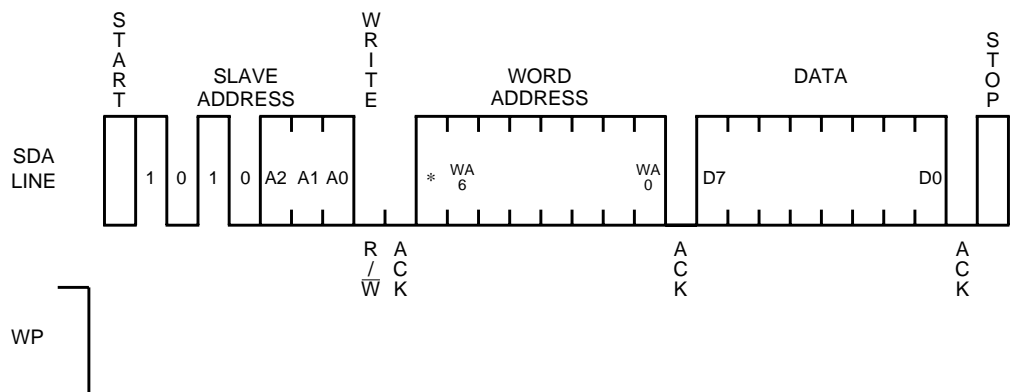 START
WRITE
STOP
SLAVE
ADDRESS
WORD
ADDRESS
DATA
SDA
LINE
1 0 1 0 A2 A1 A0
* WA
6
WA
0
D7 D0
R/W
ACK
ACK
ACK
WP